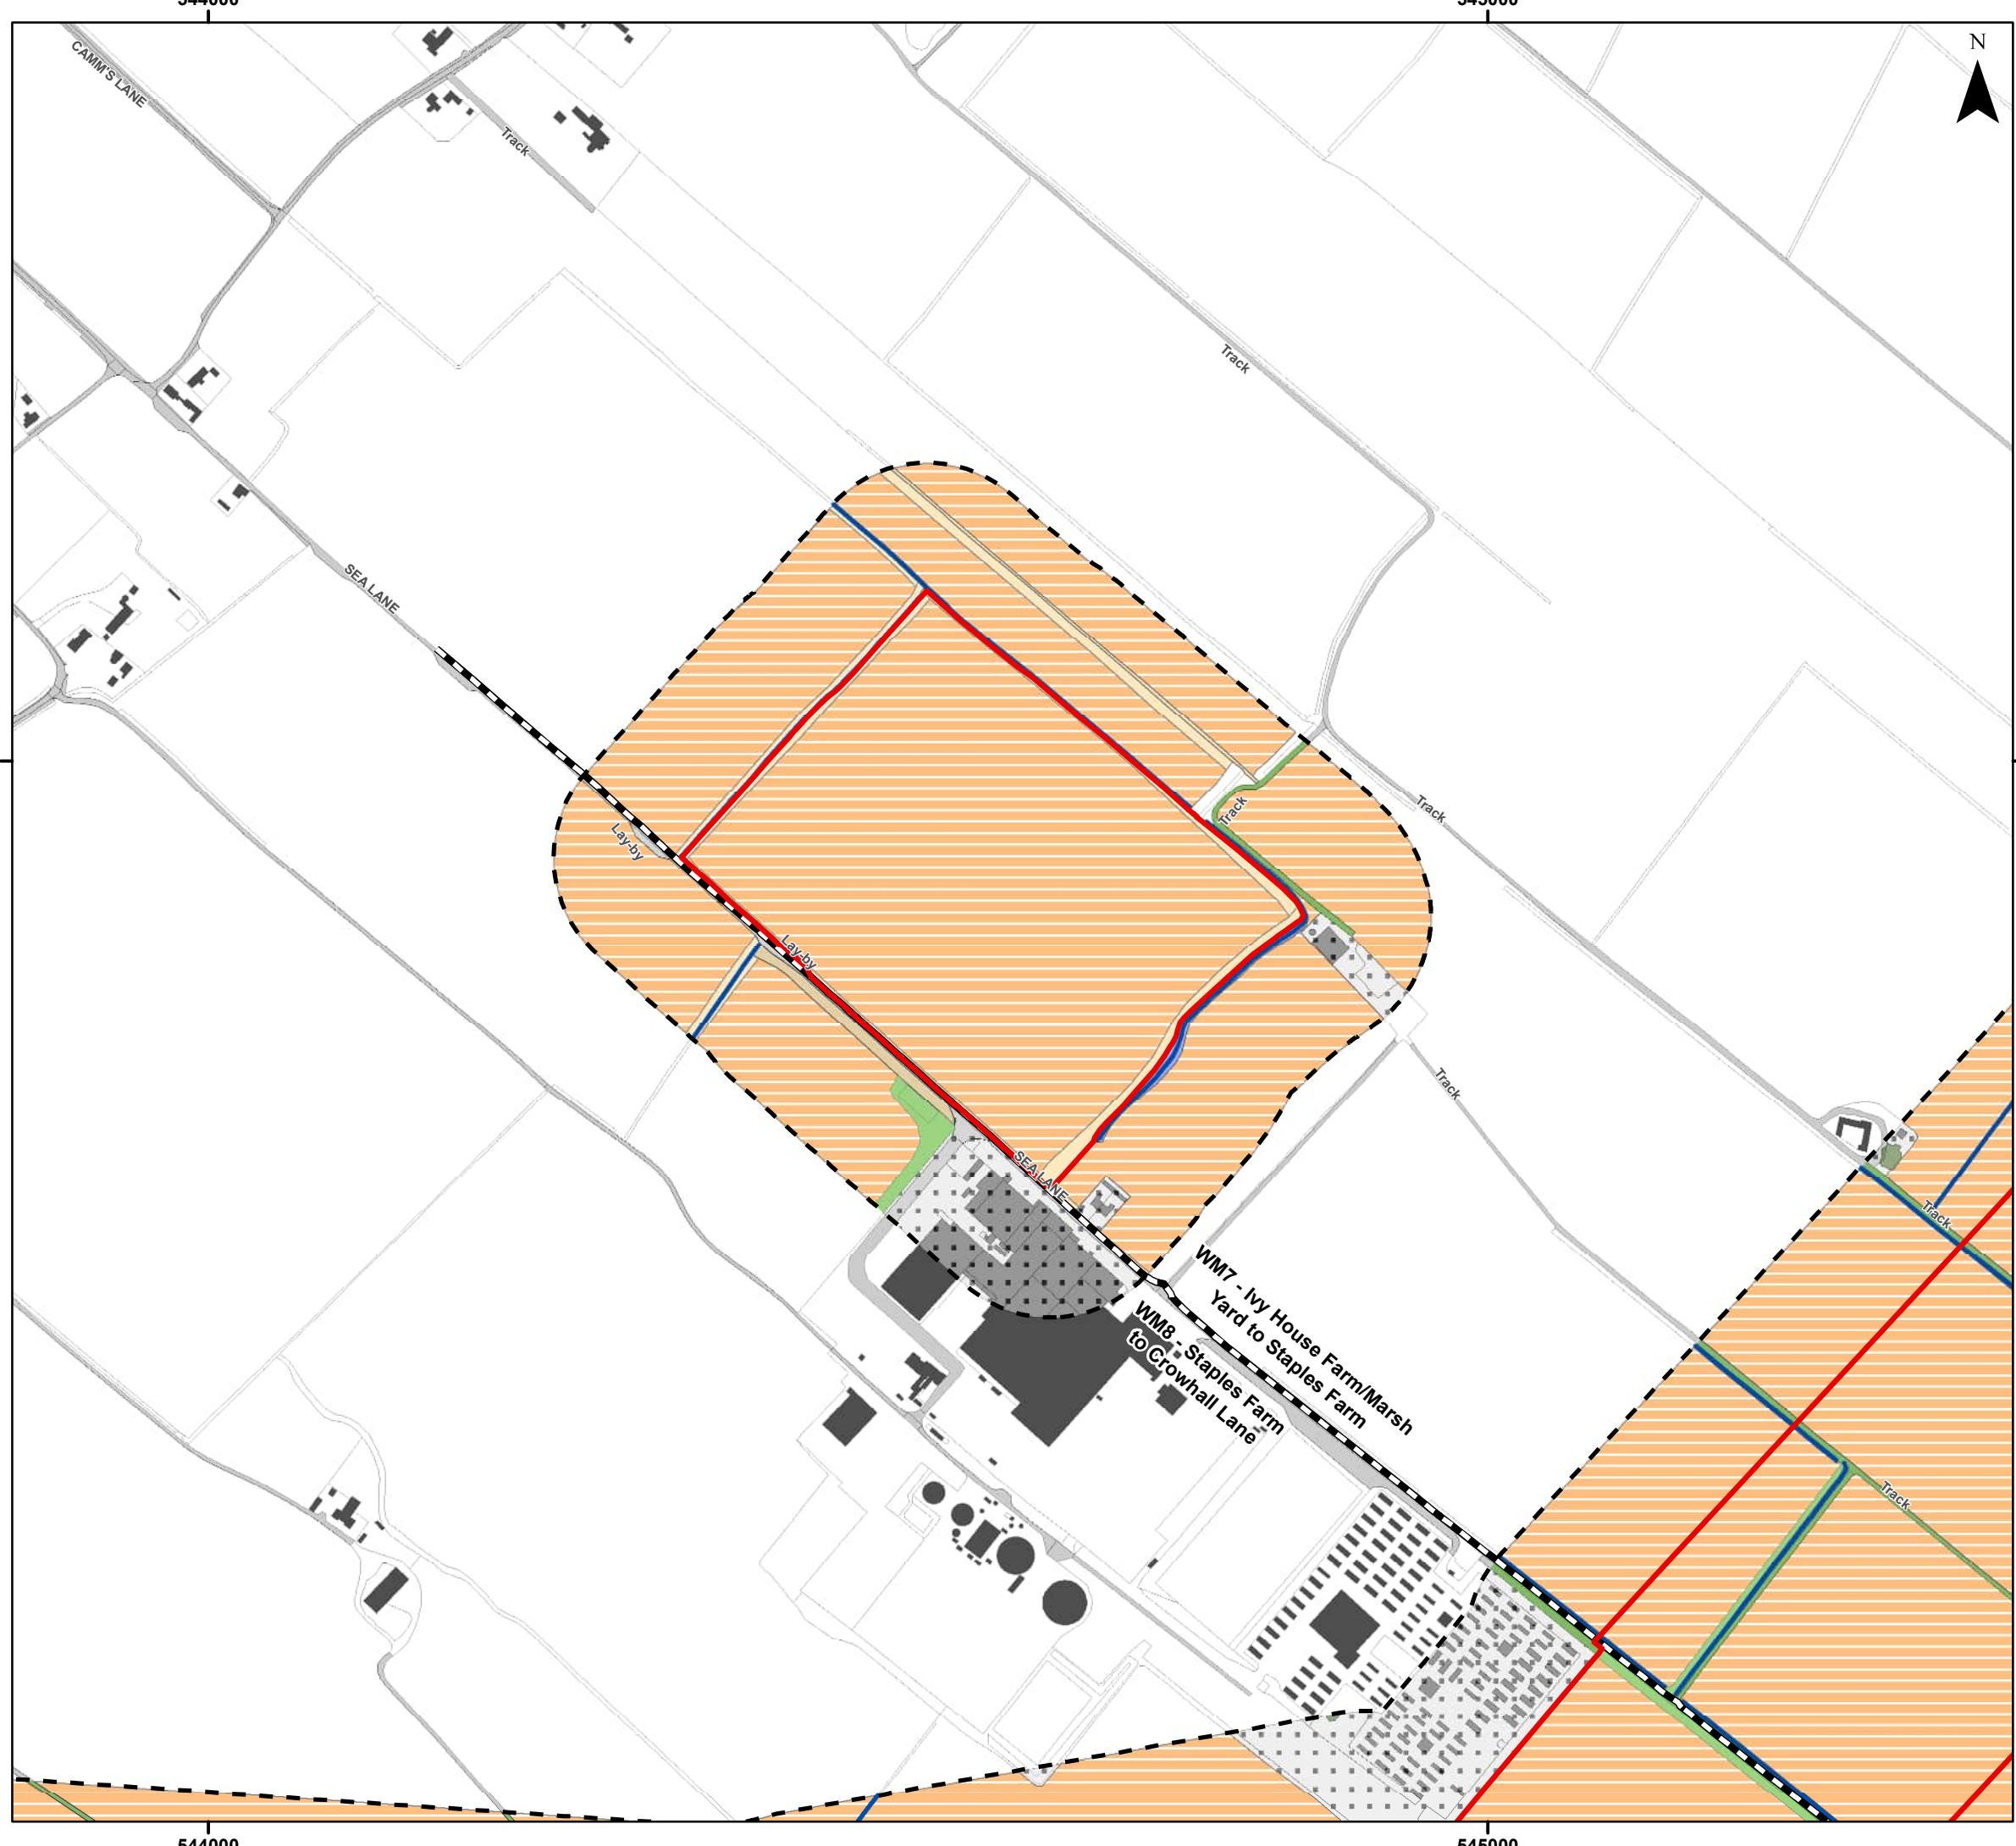 544000
545000
N
CAMM'S LANE
Track
Track
SEA LANE
Track
Track
Lay-by
Lay-by
Track
SEA LANE
Track
WM7 - Ivy House Farm/Marsh
Yard to Staples Farm
WM8 - Staples Farm
to Crowhall Lane
Track
544000
545000